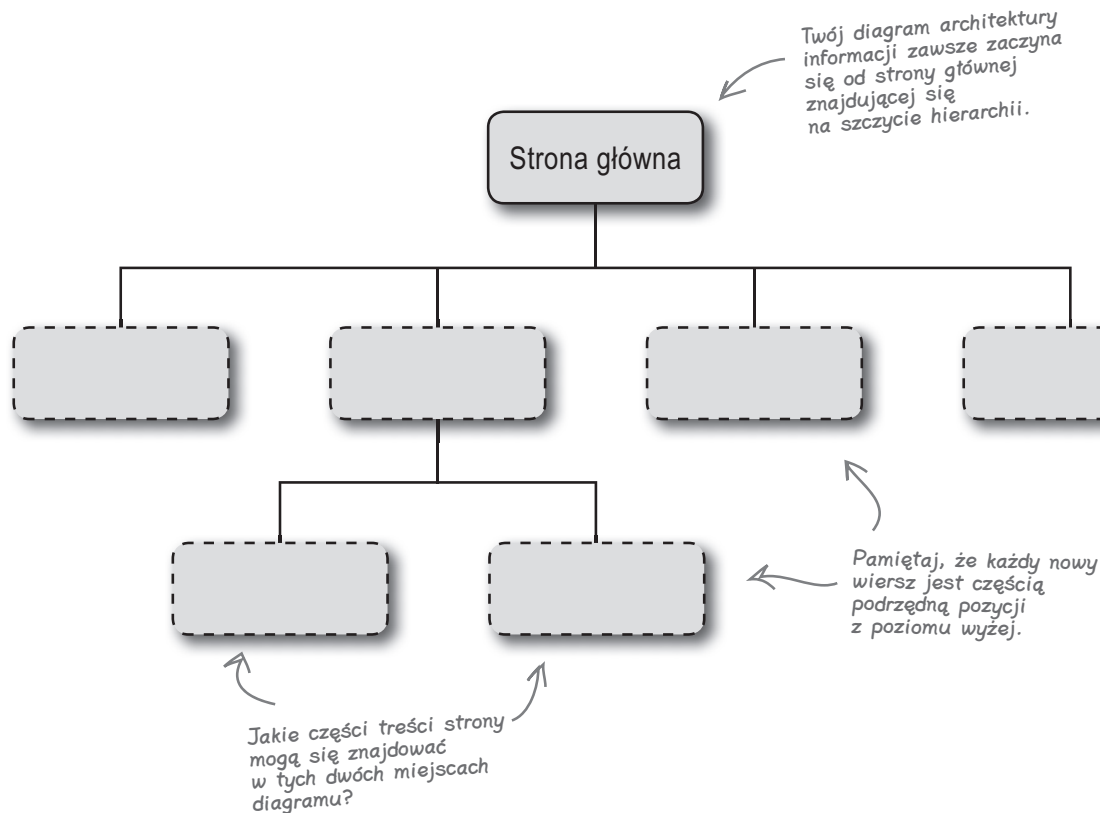 Twój diagram architektury
informacji zawsze zaczyna
się od strony głównej
znajdującej się
na szczycie hierarchii.
Strona główna
Pamiętaj, że każdy nowy
wiersz jest częścią
podrzędną pozycji
z poziomu wyżej.
Jakie części treści strony
mogą się znajdować
w tych dwóch miejscach
diagramu?